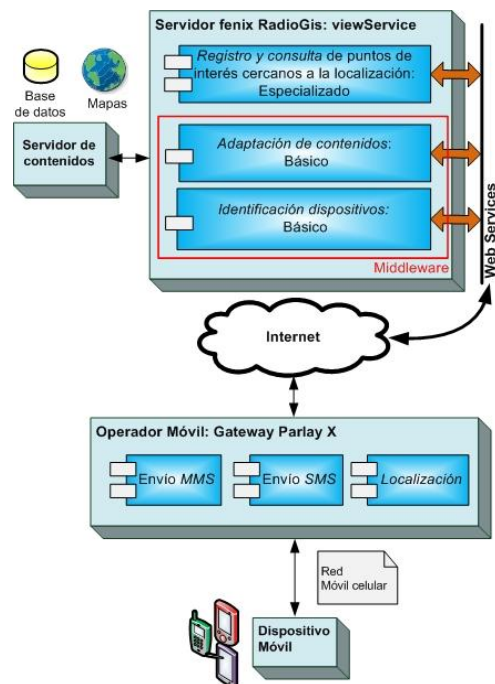 Servidor fenix RadioGis: viewService
Registro y consulta de puntos de
interés cercanos a la localización:
Especializado
Base
de datos
Mapas
Servidor de
contenidos
Adaptación de contenidos:
Básico
Identificación dispositivos:
Básico
Middleware
Web Services
Internet
Operador Móvil: Gateway Parlay X
Envío MMS
Envío SMS
Localización
Red
Móvil celular
Dispositivo
Móvil